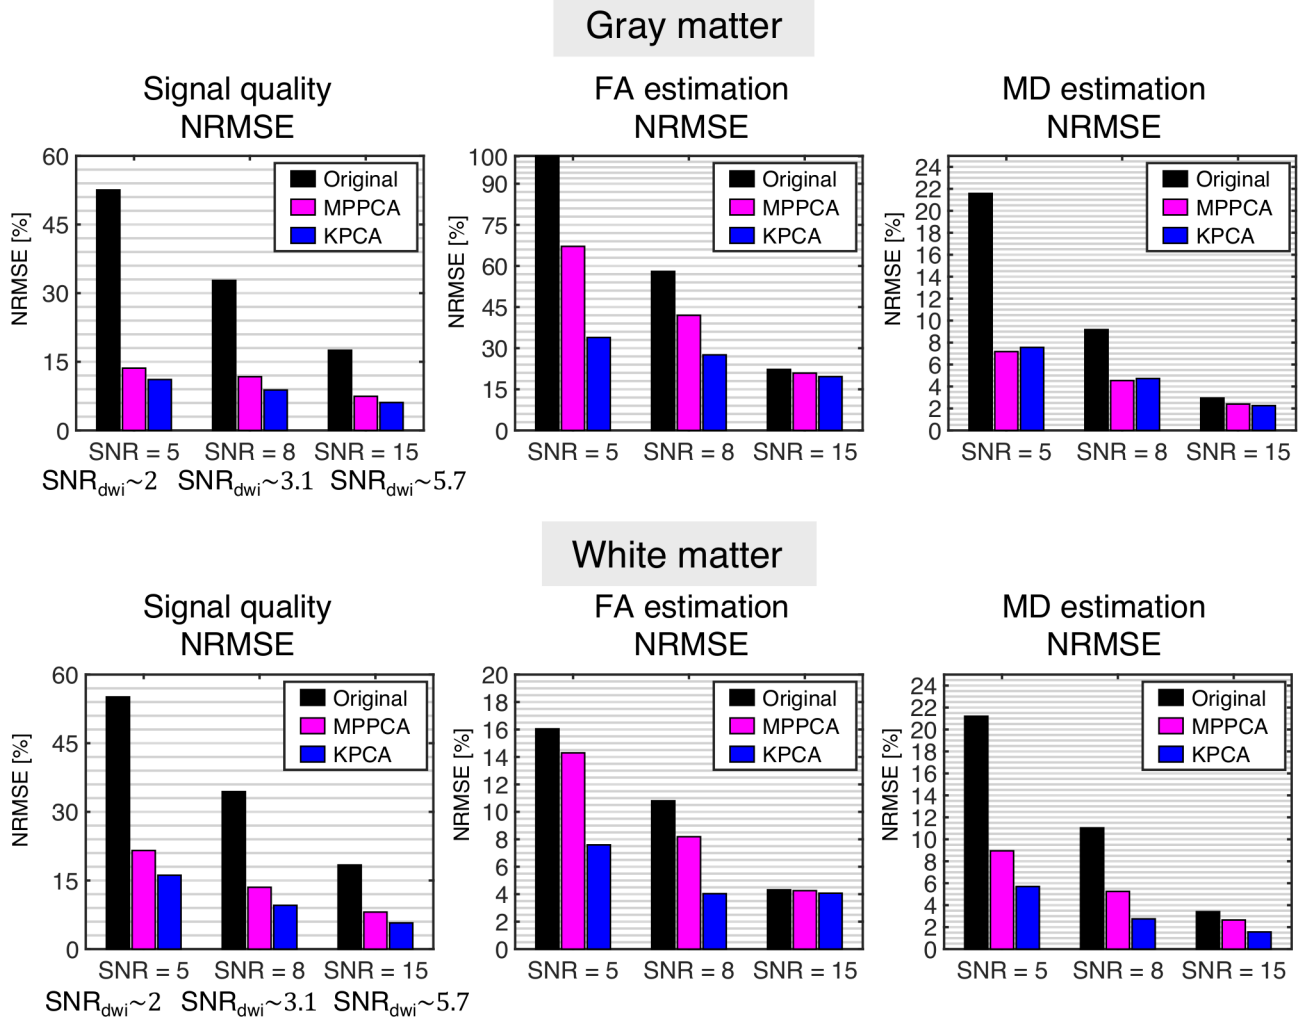 Gray matter
Signal quality
NRMSE
NRMSE [%]
60
45
30
15
0
Original
MPPCA
KPCA
SNR = 5
SNR = 8
SNR = 15
SNRdwi~2
SNRdwi~3.1
SNRdwi~5.7
FA estimation
NRMSE
NRMSE [%]
100
90
75
60
45
30
15
0
Original
MPPCA
KPCA
SNR = 5
SNR = 8
SNR = 15
MD estimation
NRMSE
NRMSE [%]
24
22
20
18
16
14
12
10
8
6
4
2
0
Original
MPPCA
KPCA
SNR = 5
SNR = 8
SNR = 15
White matter
Signal quality
NRMSE
NRMSE [%]
60
45
30
15
0
Original
MPPCA
KPCA
SNR = 5
SNR = 8
SNR = 15
SNRdwi~2
SNRdwi~3.1
SNRdwi~5.7
FA estimation
NRMSE
NRMSE [%]
20
18
16
14
12
10
8
6
4
2
0
Original
MPPCA
KPCA
SNR = 5
SNR = 8
SNR = 15
MD estimation
NRMSE
NRMSE [%]
24
22
20
18
16
14
12
10
8
6
4
2
0
Original
MPPCA
KPCA
SNR = 5
SNR = 8
SNR = 15